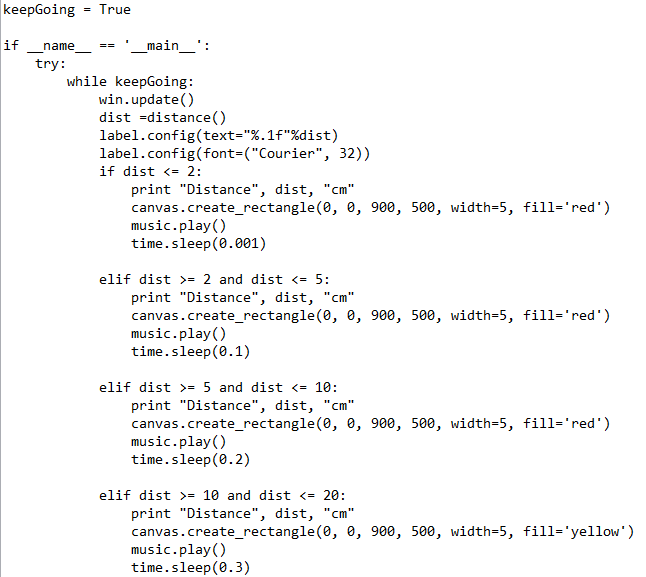 keepGoing = True
if __name__ == '__main__':
    try:
        while keepGoing:
            win.update()
            dist =distance()
            label.config(text="%.1f"%dist)
            label.config(font=("Courier", 32))
            if dist <= 2:
                print "Distance", dist, "cm"
                canvas.create_rectangle(0, 0, 900, 500, width=5, fill='red')
                music.play()
                time.sleep(0.001)
            elif dist >= 2 and dist <= 5:
                print "Distance", dist, "cm"
                canvas.create_rectangle(0, 0, 900, 500, width=5, fill='red')
                music.play()
                time.sleep(0.1)
            elif dist >= 5 and dist <= 10:
                print "Distance", dist, "cm"
                canvas.create_rectangle(0, 0, 900, 500, width=5, fill='red')
                music.play()
                time.sleep(0.2)
            elif dist >= 10 and dist <= 20:
                print "Distance", dist, "cm"
                canvas.create_rectangle(0, 0, 900, 500, width=5, fill='yellow')
                music.play()
                time.sleep(0.3)